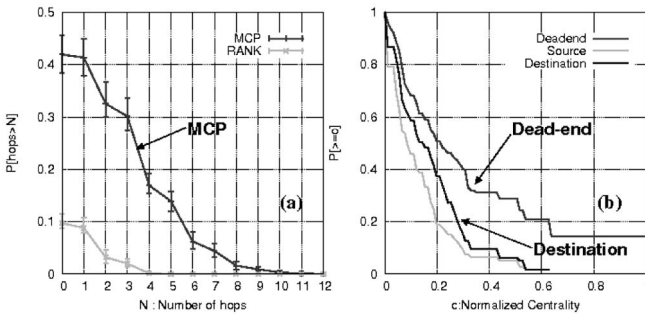 0.5
0.4
0.3
0.2
0.1
0
P[hops>N]
MCP
RANK
MCP
(a)
0 1 2 3 4 5 6 7 8 9 10 11 12
N : Number of hops
1
0.8
0.6
0.4
0.2
0
P[>=c]
Deadend
Source
Destination
Dead-end
(b)
Destination
0 0.2 0.4 0.6 0.8
c:Normalized Centrality